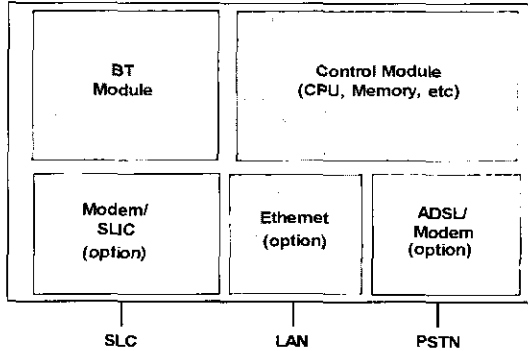 BT
Module
Control Module
(CPU, Memory, etc)
Modem/
SLIC
(option)
Ethernet
(option)
ADSL/
Modem
(option)
SLC
LAN
PSTN